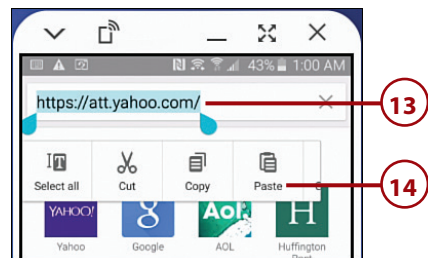 43% 1:00 AM
https://att.yahoo.com/
13
Select all Cut Copy Paste
14
YAHOO! 8 Aol. H
Yahoo Google AOL Huffington